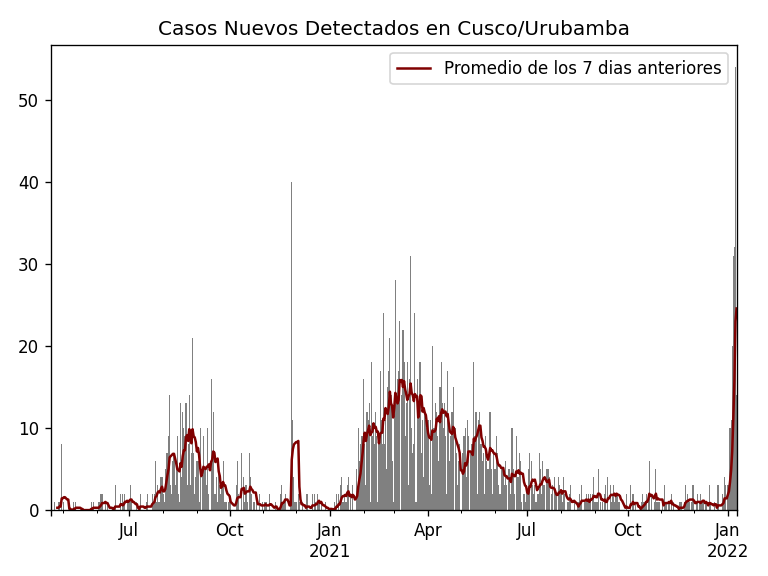 Casos Nuevos Detectados en Cusco/Urubamba
Promedio de los 7 dias anteriores
50
40
30
20
10
0
Jul Oct Jan Apr Jul Oct Jan
2021 2022